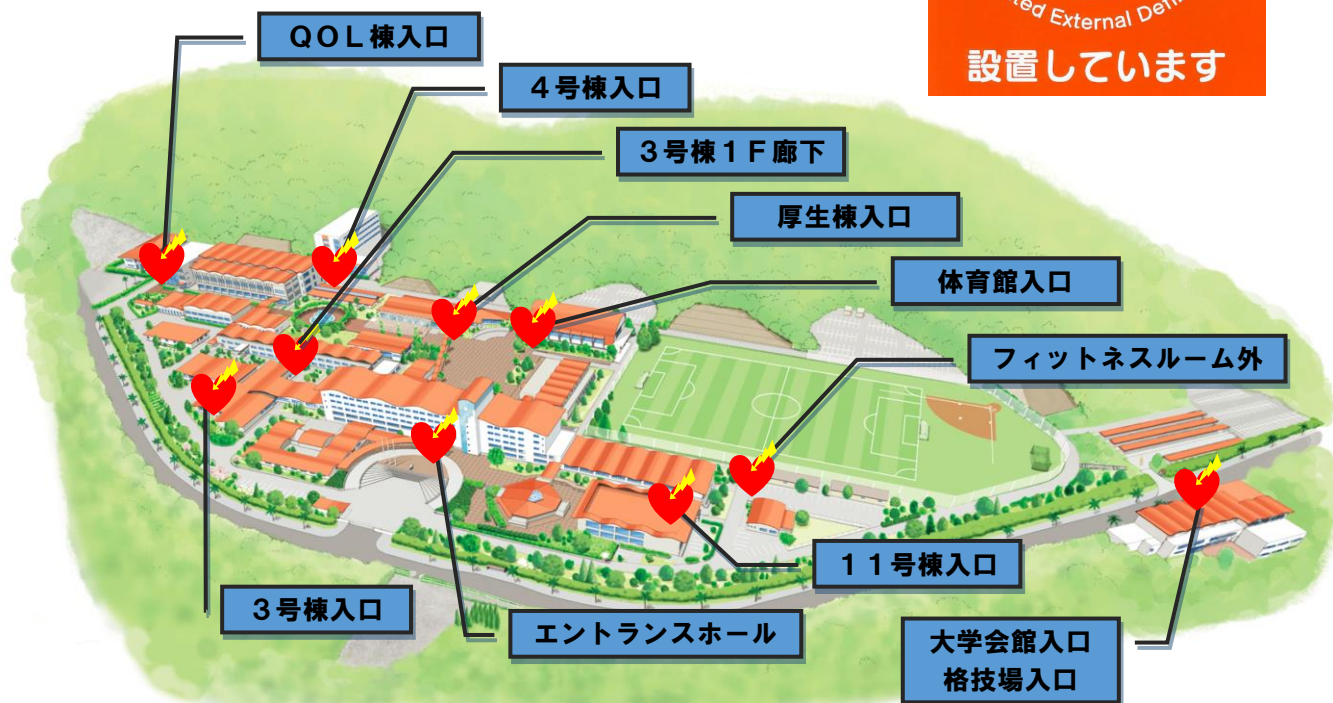 ted External Defi
設置しています
QOL棟入口
4号棟入口
3号棟1F廊下
厚生棟入口
体育館入口
フィットネスルーム外
11号棟入口
3号棟入口
エントランスホール
大学会館入口
格技場入口